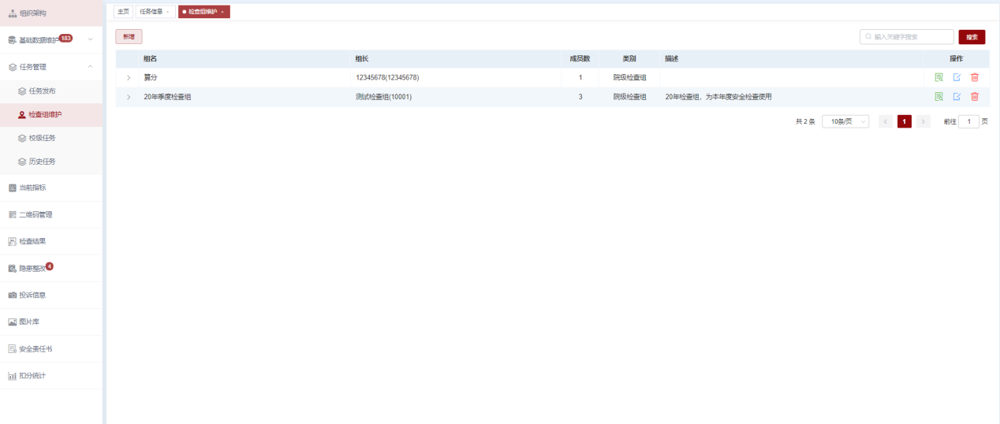 组织架构
基础数据维护 183
任务管理
任务发布
检查组维护
校级任务
历史任务
当前指标
二维码管理
检查结果
隐患整改 4
投诉信息
图片库
安全责任书
扣分统计
主页 任务信息 × 检查组维护 ×
新增 输入关键字搜索 搜索
组名 组长 成员数 类别 描述 操作
算分 12345678(12345678) 1 院级检查组
20年季度检查组 测试检查组(10001) 3 院级检查组 20年检查组，为本年度安全检查使用
共 2 条 10条/页 1 前往 1 页